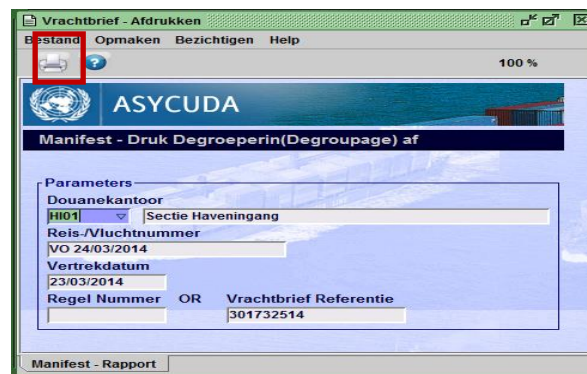 Vrachtbrief - Afdrukken
Bestand Opmaken Bezichtigen Help
100 %
ASYCUDA
Manifest - Druk Degroeperin(Degroupage) af
Parameters
Douanekantoor
HI01 Sectie Haveningang
Reis-/Vluchtnummer
VO 24/03/2014
Vertrekdatum
23/03/2014
Regel Nummer OR Vrachtbrief Referentie
301732514
Manifest - Rapport